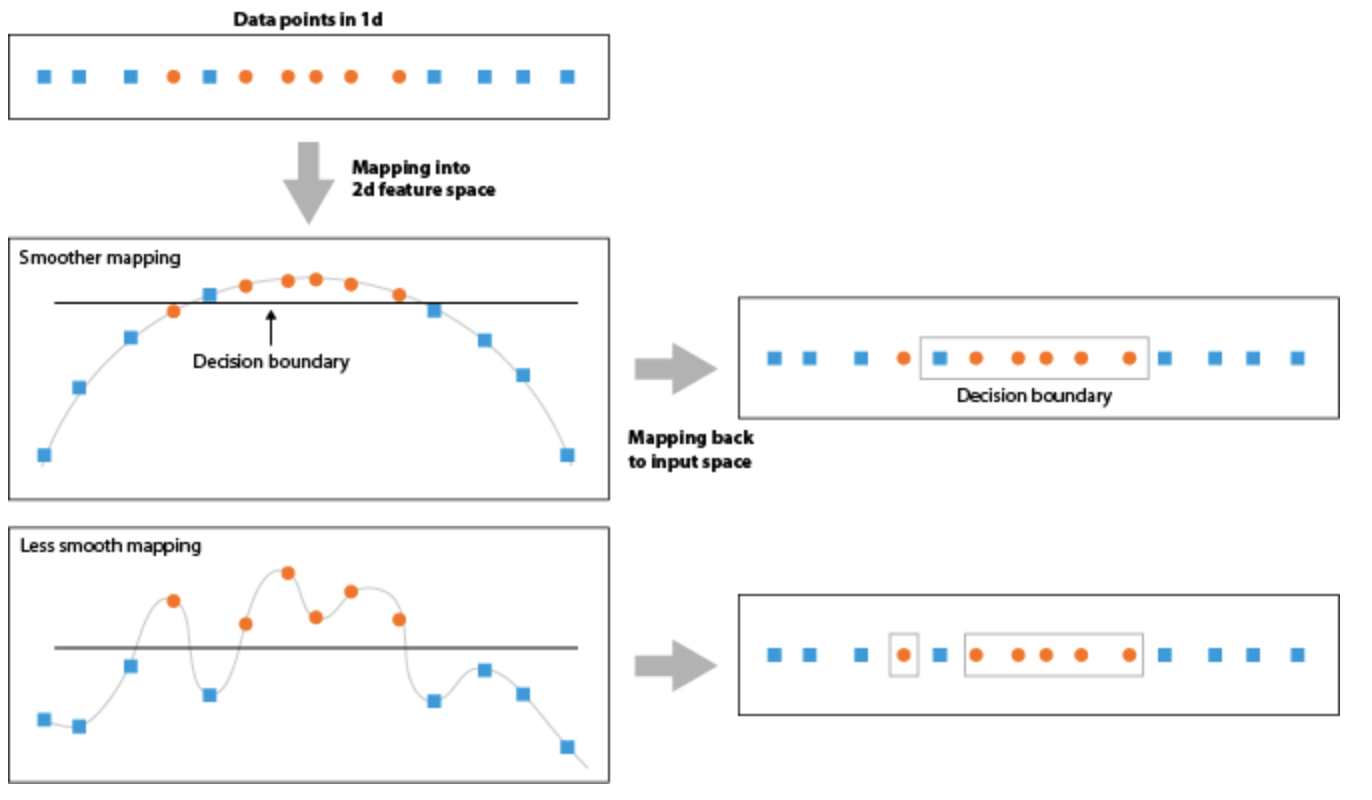 Data points in 1d
Mapping into
2d feature space
Smoother mapping
Decision boundary
Decision boundary
Mapping back
to input space
Less smooth mapping